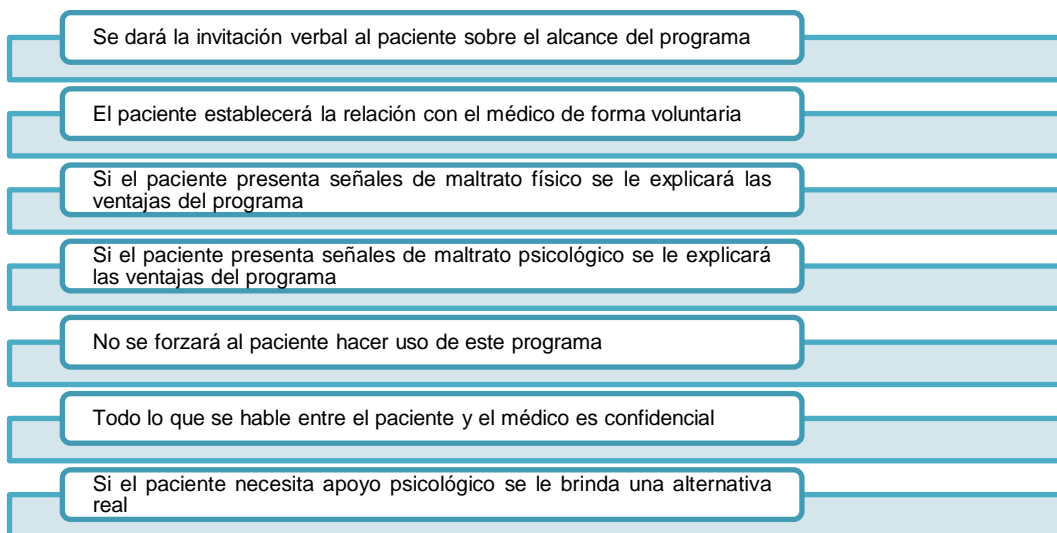 Se dará la invitación verbal al paciente sobre el alcance del programa
El paciente establecerá la relación con el médico de forma voluntaria
Si el paciente presenta señales de maltrato físico se le explicará las
ventajas del programa
Si el paciente presenta señales de maltrato psicológico se le explicará
las ventajas del programa
No se forzará al paciente hacer uso de este programa
Todo lo que se hable entre el paciente y el médico es confidencial
Si el paciente necesita apoyo psicológico se le brinda una alternativa
real